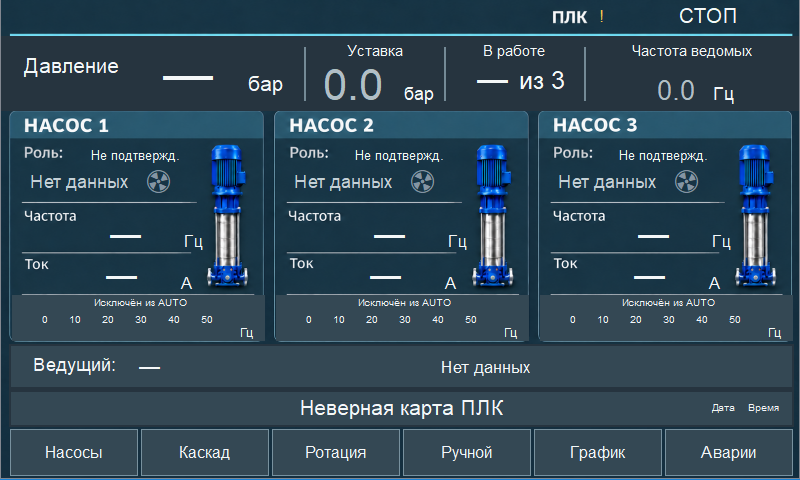 ПЛК ! СТОП
Давление — бар
Уставка
0.0 бар
В работе
— из 3
Частота ведомых
0.0 Гц
НАСОС 1
Роль: Не подтвержд.
Нет данных
Частота
— Гц
Ток
— А
Исключён из AUTO
0 10 20 30 40 50
Гц
НАСОС 2
Роль: Не подтвержд.
Нет данных
Частота
— Гц
Ток
— А
Исключён из AUTO
0 10 20 30 40 50
Гц
НАСОС 3
Роль: Не подтвержд.
Нет данных
Частота
— Гц
Ток
— А
Исключён из AUTO
0 10 20 30 40 50
Гц
Ведущий: — Нет данных
Неверная карта ПЛК Дата Время
Насосы Каскад Ротация Ручной График Аварии